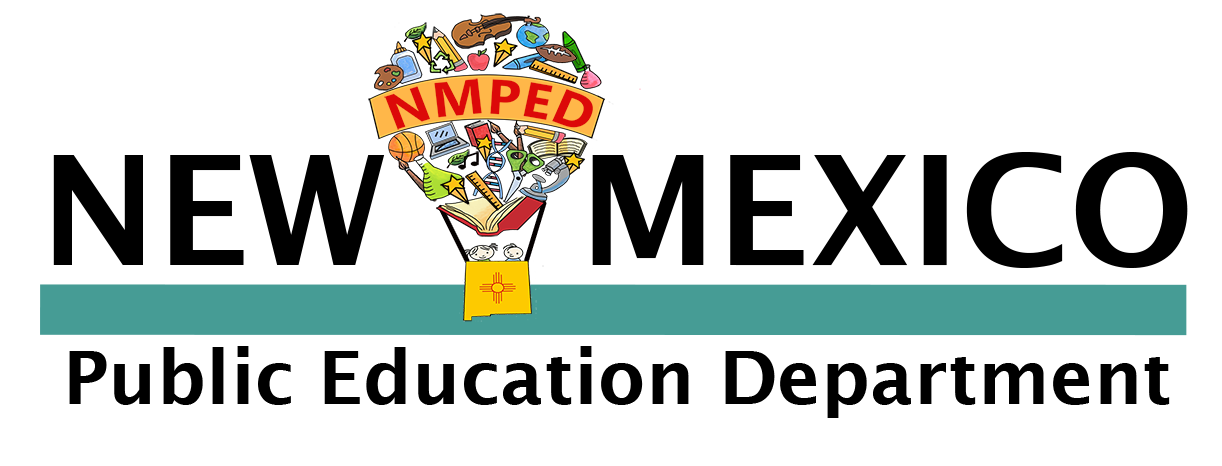 NMPED
NEW MEXICO
Public Education Department